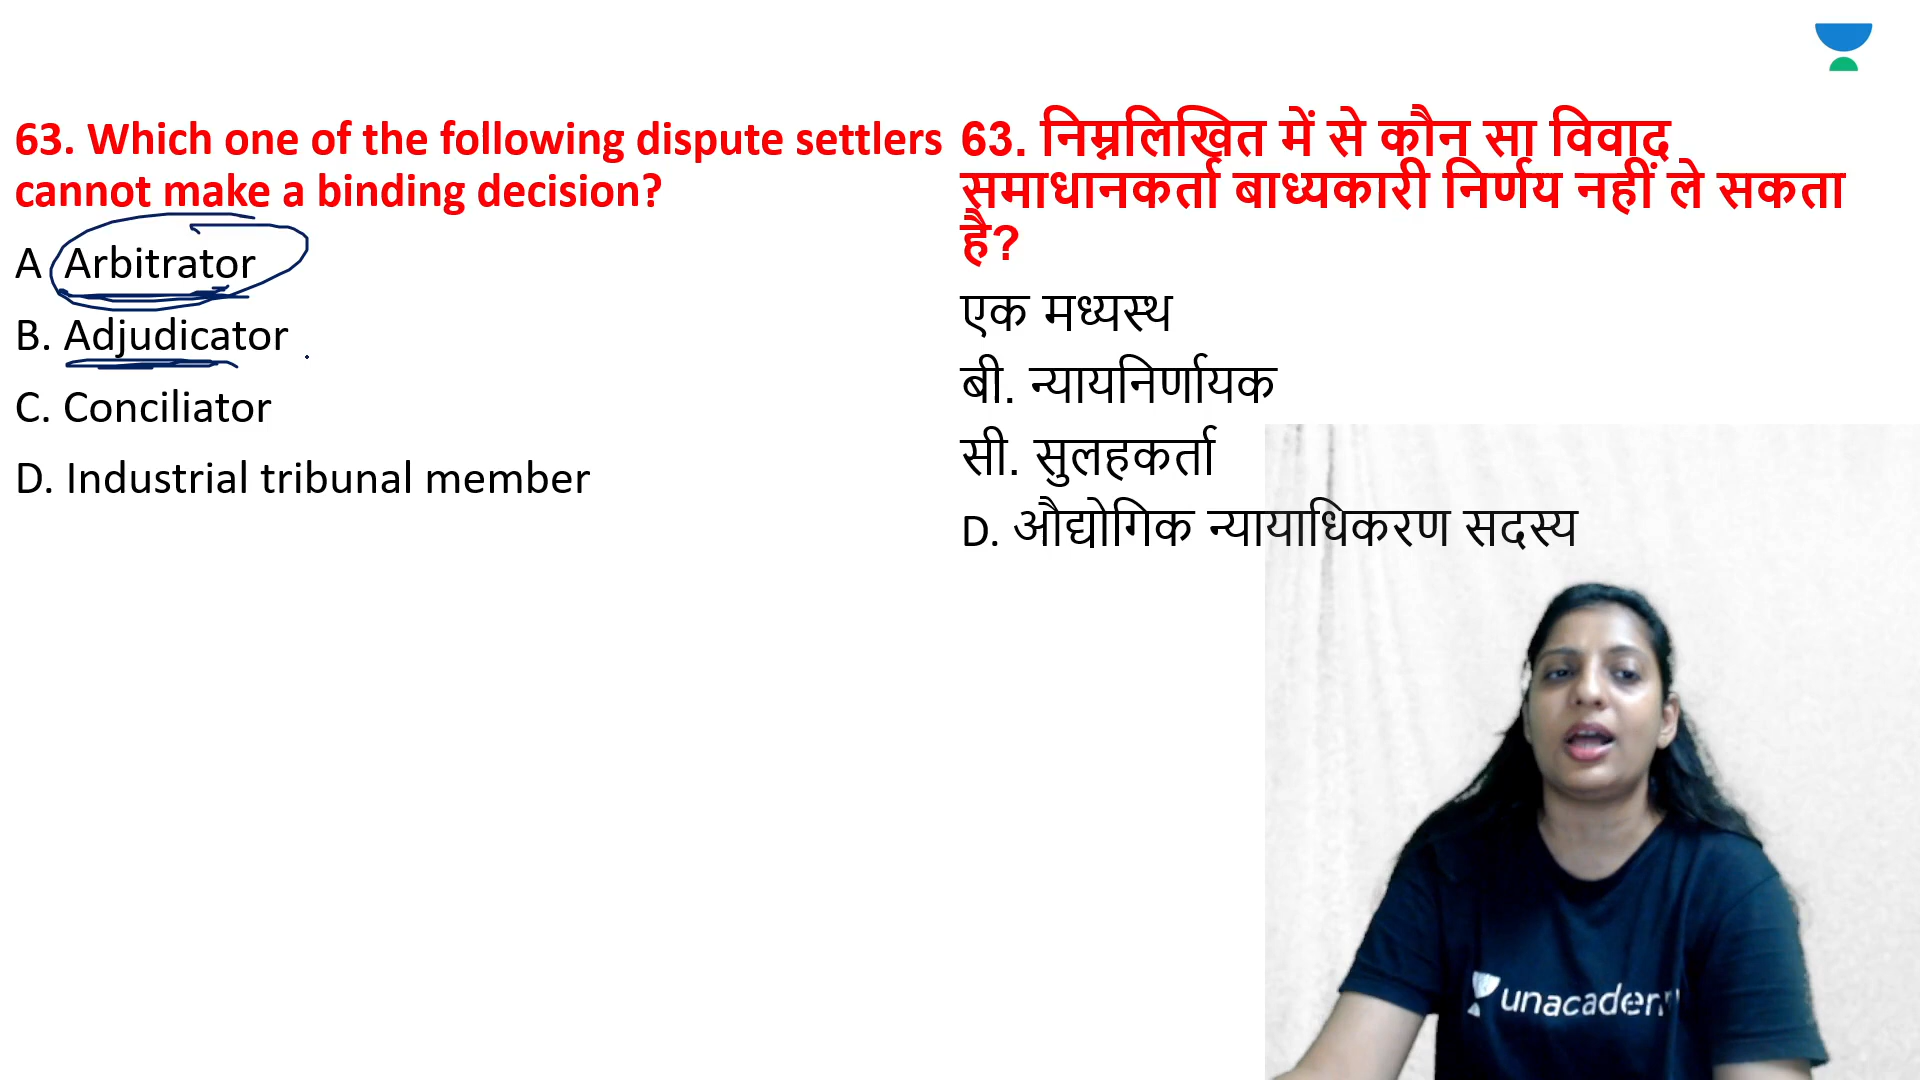 63. Which one of the following dispute settlers
cannot make a binding decision?
A Arbitrator
B. Adjudicator
C. Conciliator
D. Industrial tribunal member
63. निम्नलिखित में से कौन सा विवाद
समाधानकर्ता बाध्यकारी निर्णय नहीं ले सकता
है?
एक मध्यस्थ
बी. न्यायनिर्णायक
सी. सुलहकर्ता
D. औद्योगिक न्यायाधिकरण सदस्य